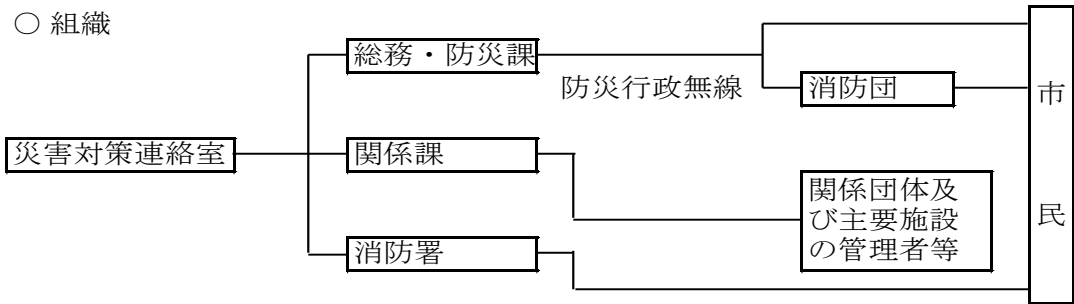 〇 組織
総務・防災課
防災行政無線
消防団
市民
災害対策連絡室
関係課
関係団体及
び主要施設
の管理者等
消防署